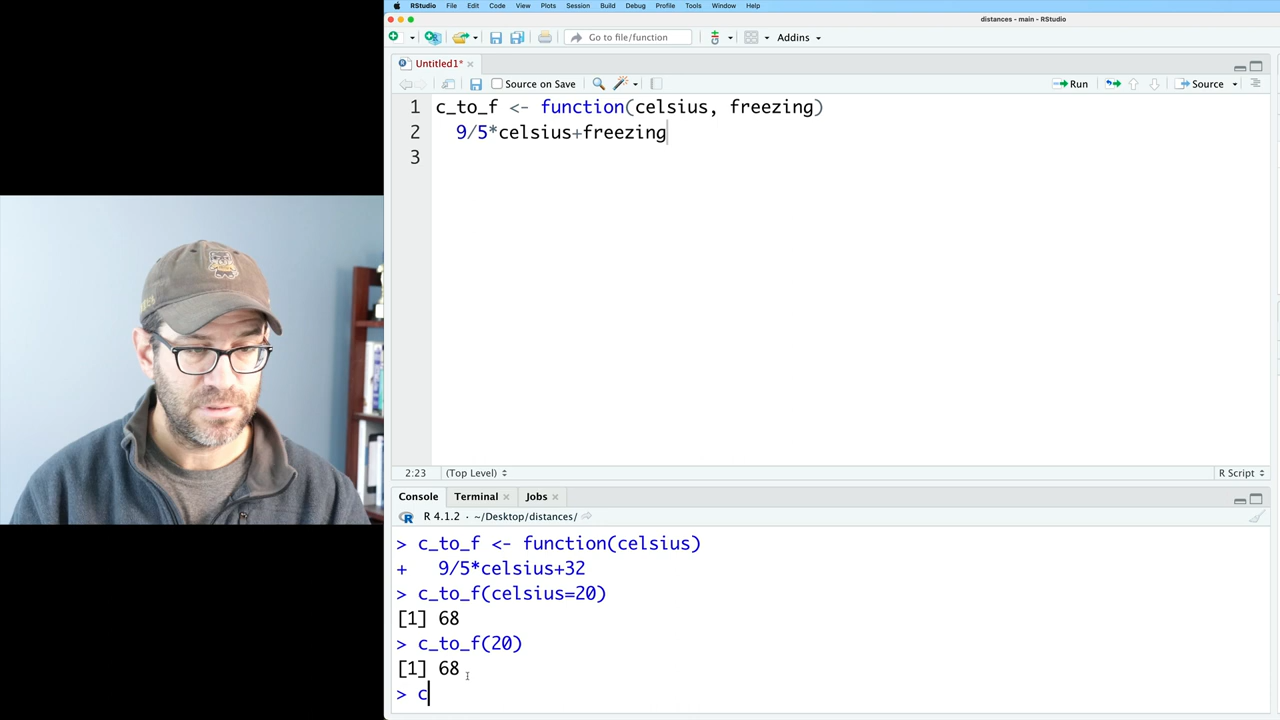 RStudio File Edit Code View Plots Session Build Debug Profile Tools Window Help
distances - main - RStudio
Go to file/function Addins
Untitled1*
Source on Save Run Source
1 c_to_f <- function(celsius, freezing)
2 9/5*celsius+freezing
3
2:23 (Top Level) R Script
Console Terminal Jobs
R 4.1.2 · ~/Desktop/distances/
> c_to_f <- function(celsius)
+ 9/5*celsius+32
> c_to_f(celsius=20)
[1] 68
> c_to_f(20)
[1] 68
> c